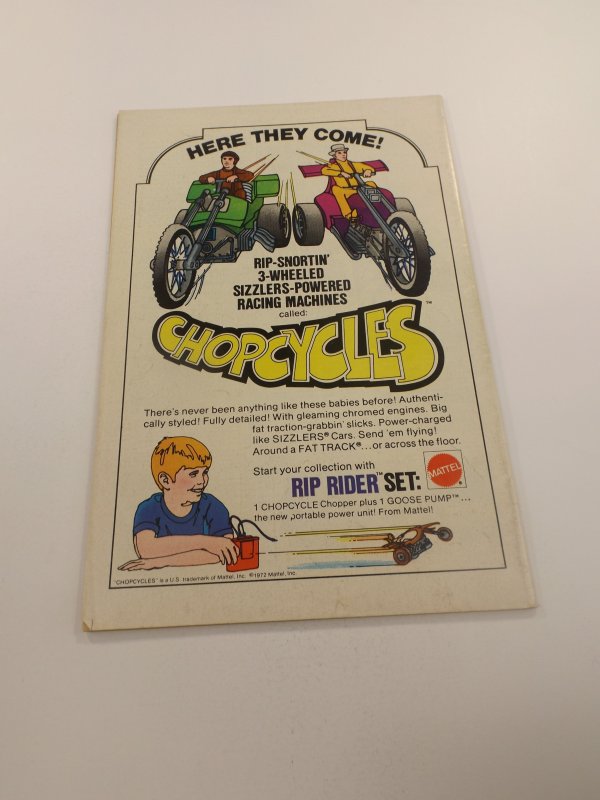 HERE THEY COME!
RIP-SNORTIN'
3-WHEELED
SIZZLERS-POWERED
RACING MACHINES
called:
CHOPCYCLES™
There's never been anything like these babies before! Authenti-
cally styled! Fully detailed! With gleaming chromed engines. Big
fat traction-grabbin' slicks. Power-charged
like SIZZLERS® Cars. Send 'em flying!
Around a FAT TRACK®...or across the floor.
Start your collection with
RIP RIDER™ SET:
MATTEL®
1 CHOPCYCLE Chopper plus 1 GOOSE PUMP™...
the new portable power unit! From Mattel!
"CHOPCYCLES" is a U.S. trademark of Mattel, Inc. ©1972 Mattel, Inc.